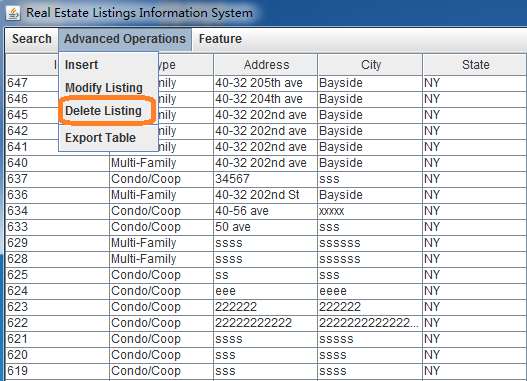 Real Estate Listings Information System
Search Advanced Operations Feature
Insert
Modify Listing
Delete Listing
Export Table
I ype Address City State
647 amily 40-32 205th ave Bayside NY
646 amily 40-32 204th ave Bayside NY
645 amily 40-32 202nd ave Bayside NY
642 amily 40-32 202nd ave Bayside NY
641 amily 40-32 202nd ave Bayside NY
640 Multi-Family 40-32 202nd ave Bayside NY
637 Condo/Coop 34567 sss NY
636 Multi-Family 40-32 202nd St Bayside NY
634 Condo/Coop 40-56 ave xxxxx NY
633 Condo/Coop 50 ave sss NY
629 Multi-Family ssss ssssss NY
628 Multi-Family ssss ssssss NY
625 Condo/Coop ss sss NY
624 Condo/Coop eee eeee NY
623 Condo/Coop 222222 222222 NY
622 Condo/Coop 22222222222 2222222222222... NY
621 Condo/Coop ssss sssss NY
620 Condo/Coop sss ssss NY
619 Condo/Coop sss ssss NY